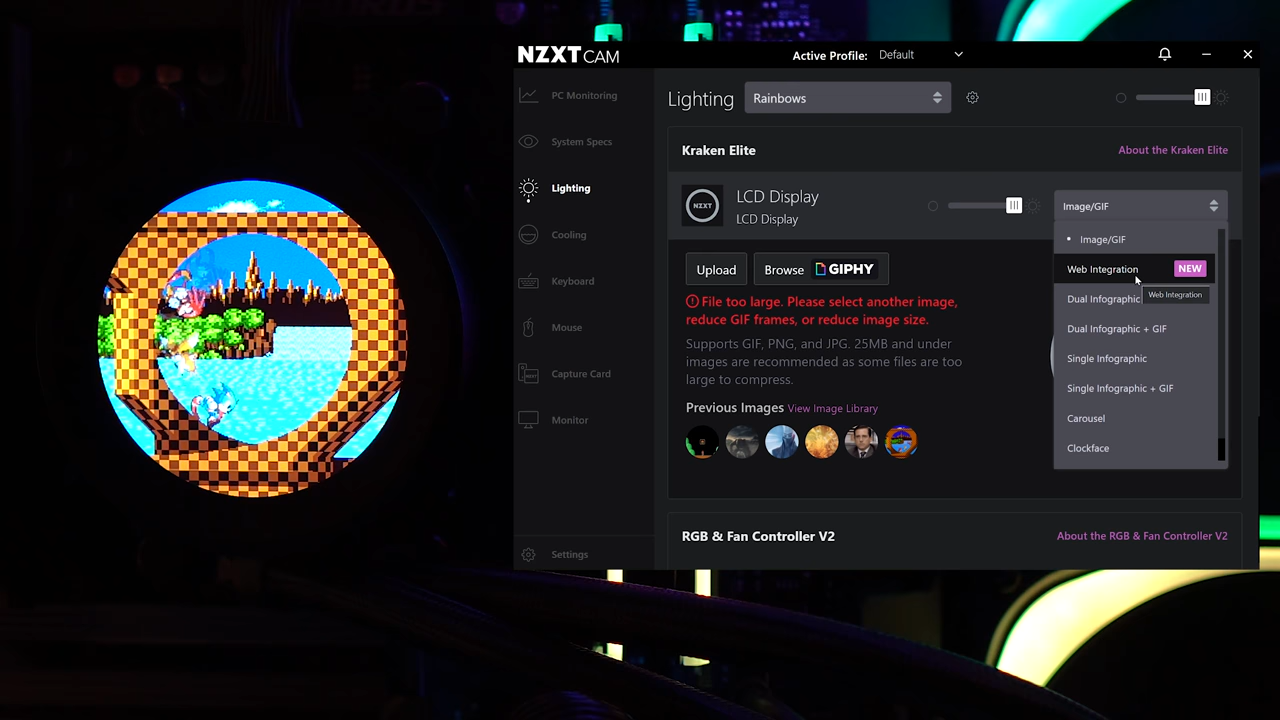 NZXT CAM
Active Profile: Default
PC Monitoring
System Specs
Lighting
Cooling
Keyboard
Mouse
Capture Card
Monitor
Settings
Lighting
Rainbows
Kraken Elite
About the Kraken Elite
NZXT
LCD Display
LCD Display
Image/GIF
Image/GIF
Web Integration NEW
Web Integration
Dual Infographic
Dual Infographic + GIF
Single Infographic
Single Infographic + GIF
Carousel
Clockface
Upload
Browse GIPHY
File too large. Please select another image,
reduce GIF frames, or reduce image size.
Supports GIF, PNG, and JPG. 25MB and under
images are recommended as some files are too
large to compress.
Previous Images View Image Library
RGB & Fan Controller V2
About the RGB & Fan Controller V2